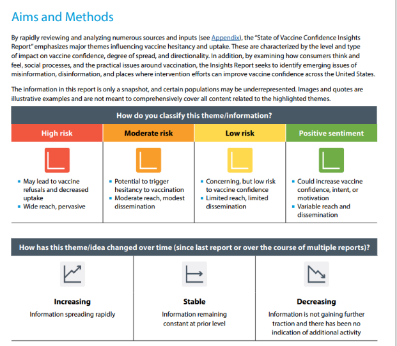 Aims and Methods
By rapidly reviewing and analyzing numerous sources and inputs (see Appendix), the “State of Vaccine Confidence Insights
Report” emphasizes major themes influencing vaccine hesitancy and uptake. These are characterized by the level and type
of impact on vaccine confidence, degree of spread, and directionality. In addition, by examining how consumers think and
feel, social processes, and the practical issues around vaccination, the Insights Report seeks to identify emerging issues of
misinformation, disinformation, and places where intervention efforts can improve vaccine confidence across the United States.
The information in this report is only a snapshot, and certain populations may be underrepresented. Images and quotes are
illustrative examples and are not meant to comprehensively cover all content related to the highlighted themes.
How do you classify this theme/information?
High risk
Moderate risk
Low risk
Positive sentiment
• May lead to vaccine
refusals and decreased
uptake
• Wide reach, pervasive
• Potential to trigger
hesitancy to vaccination
• Moderate reach, modest
dissemination
• Concerning, but low risk
to vaccine confidence
• Limited reach, limited
dissemination
• Could increase vaccine
confidence, intent, or
motivation
• Variable reach and
dissemination
How has this theme/idea changed over time (since last report or over the course of multiple reports)?
Increasing
Information spreading rapidly
Stable
Information remaining
constant at prior level
Decreasing
Information is not gaining further
traction and there has been no
indication of additional activity